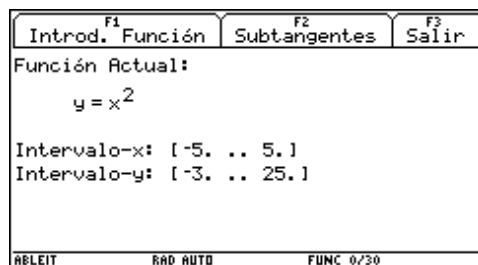 F1 F2 F3
Introd. Función Subtangentes Salir
Función Actual:
y = x²
Intervalo-x: [-5. .. 5.]
Intervalo-y: [-3. .. 25.]
ABLEIT RAD AUTO FUNC 0/30